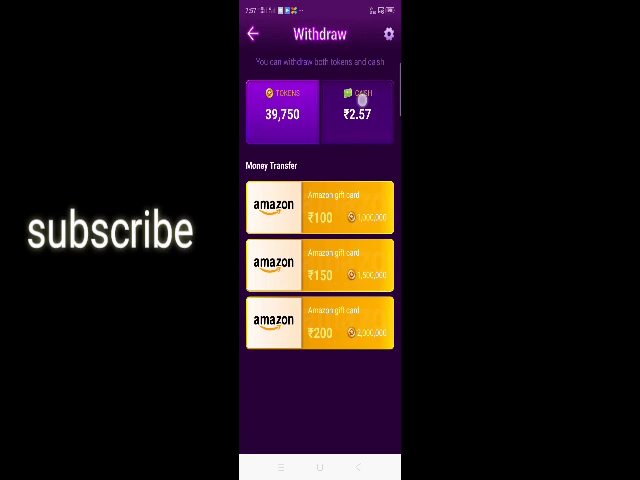 7:57
Withdraw
You can withdraw both tokens and cash
TOKENS
39,750
CASH
₹2.57
Money Transfer
subscribe
amazon
Amazon gift card
₹100
1,000,000
amazon
Amazon gift card
₹150
1,500,000
amazon
Amazon gift card
₹200
2,000,000